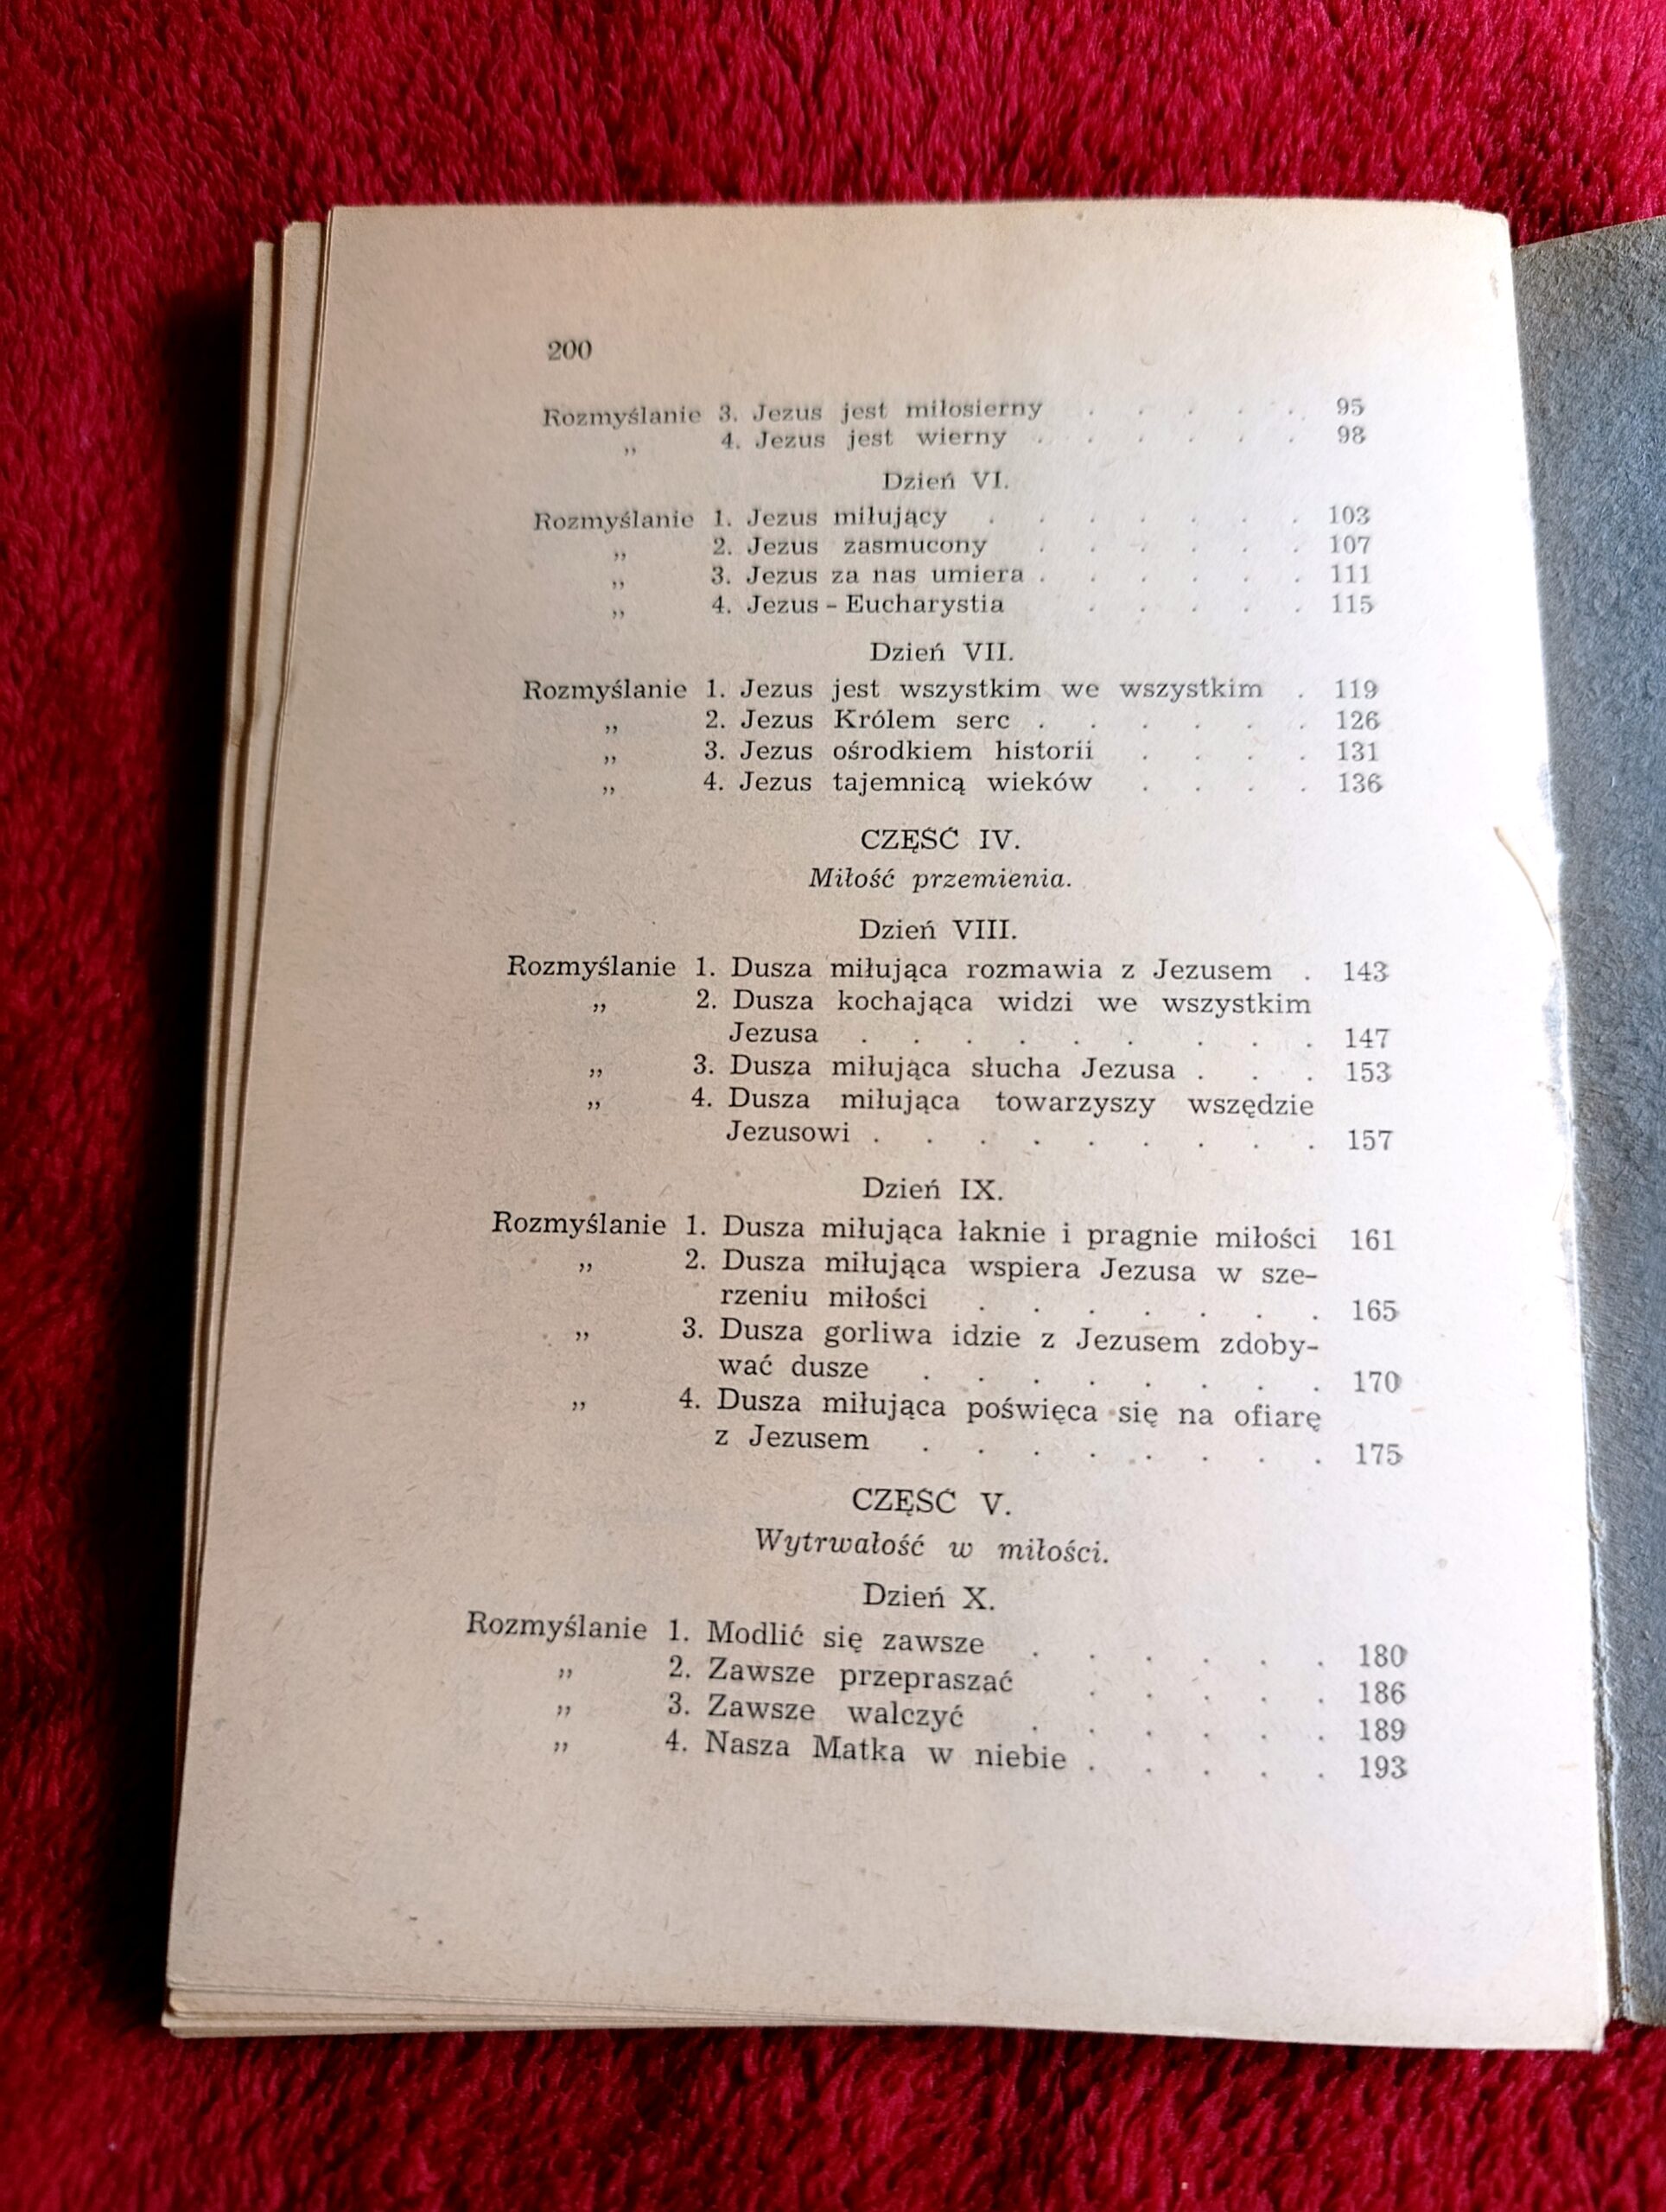 200
Rozmyślanie 3. Jezus jest miłosierny . . . . . 95
„ 4. Jezus jest wierny . . . . . . 98
Dzień VI.
Rozmyślanie 1. Jezus miłujący . . . . . . . 103
„ 2. Jezus zasmucony . . . . . . 107
„ 3. Jezus za nas umiera . . . . . . 111
„ 4. Jezus - Eucharystia . . . . . 115
Dzień VII.
Rozmyślanie 1. Jezus jest wszystkim we wszystkim . 119
„ 2. Jezus Królem serc . . . . . . 126
„ 3. Jezus ośrodkiem historii . . . . 131
„ 4. Jezus tajemnicą wieków . . . . 136
CZĘŚĆ IV.
Miłość przemienia.
Dzień VIII.
Rozmyślanie 1. Dusza miłująca rozmawia z Jezusem . 143
„ 2. Dusza kochająca widzi we wszystkim
Jezusa . . . . . . . . . 147
„ 3. Dusza miłująca słucha Jezusa . . . 153
„ 4. Dusza miłująca towarzyszy wszędzie
Jezusowi . . . . . . . . . 157
Dzień IX.
Rozmyślanie 1. Dusza miłująca łaknie i pragnie miłości 161
„ 2. Dusza miłująca wspiera Jezusa w sze-
rzeniu miłości . . . . . . . 165
„ 3. Dusza gorliwa idzie z Jezusem zdoby-
wać dusze . . . . . . . . 170
„ 4. Dusza miłująca poświęca się na ofiarę
z Jezusem . . . . . . . . 175
CZĘŚĆ V.
Wytrwałość w miłości.
Dzień X.
Rozmyślanie 1. Modlić się zawsze . . . . . . 180
„ 2. Zawsze przepraszać . . . . . 186
„ 3. Zawsze walczyć . . . . . . 189
„ 4. Nasza Matka w niebie . . . . . 193